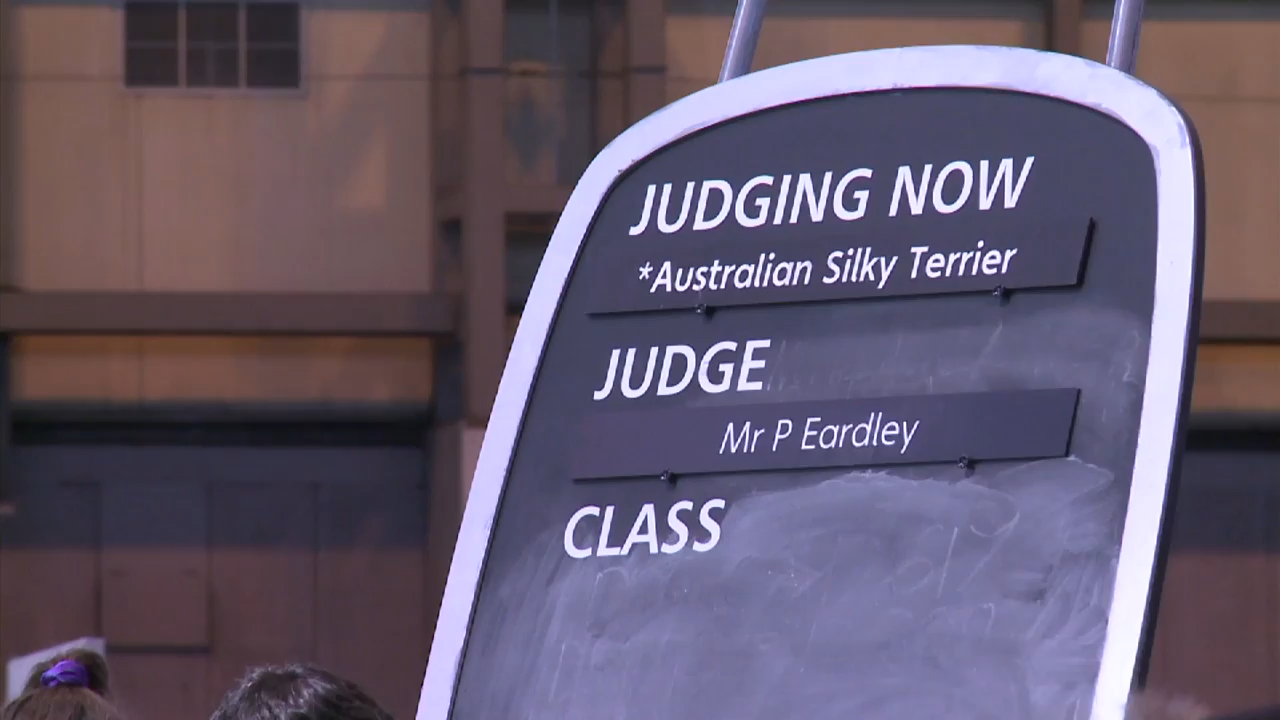 JUDGING NOW
*Australian Silky Terrier
JUDGE
Mr P Eardley
CLASS